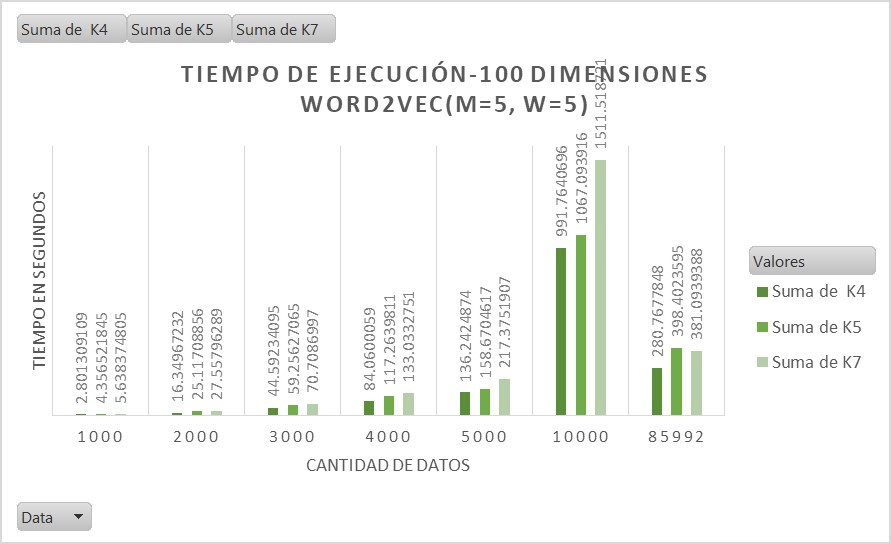 Suma de K4 Suma de K5 Suma de K7
TIEMPO DE EJECUCIÓN-100 DIMENSIONES
WORD2VEC(M=5, W=5)
TIEMPO EN SEGUNDOS
2.801309109
4.356521845
5.638374805
16.34967232
25.11708856
27.55796289
44.59234095
59.25627065
70.7086997
84.0600059
117.2639811
133.0332751
136.2424874
158.6704617
217.3751907
991.7640696
1067.093916
1511.518731
280.7677848
398.4023595
381.0939388
1000 2000 3000 4000 5000 10000 85992
CANTIDAD DE DATOS
Valores
Suma de K4
Suma de K5
Suma de K7
Data